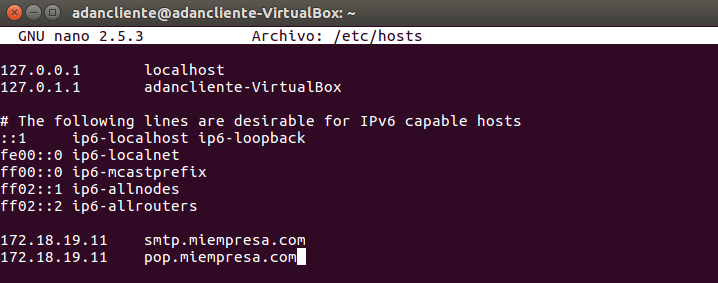 adancliente@adancliente-VirtualBox: ~
GNU nano 2.5.3 Archivo: /etc/hosts
127.0.0.1 localhost
127.0.1.1 adancliente-VirtualBox
# The following lines are desirable for IPv6 capable hosts
::1 ip6-localhost ip6-loopback
fe00::0 ip6-localnet
ff00::0 ip6-mcastprefix
ff02::1 ip6-allnodes
ff02::2 ip6-allrouters
172.18.19.11 smtp.miempresa.com
172.18.19.11 pop.miempresa.com